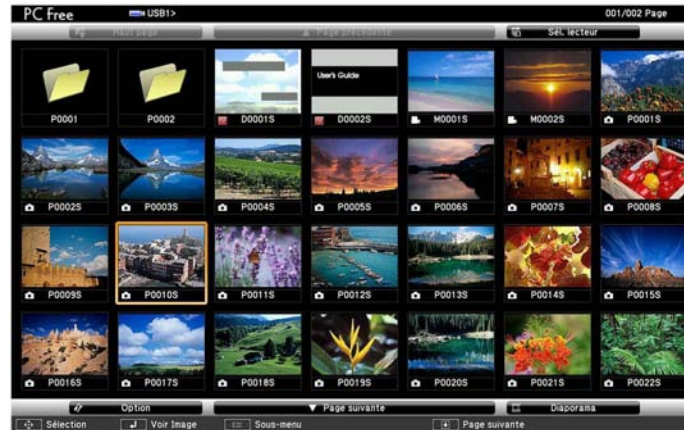 PC Free USB1> 001/002 Page
Haut page ▲ Page précédente Sél. lecteur
User's Guide
P0001 P0002 D0001S D0002S M0001S M0002S P0001S
P0002S P0003S P0004S P0005S P0006S P0007S P0008S
P0009S P0010S P0011S P0012S P0013S P0014S P0015S
P0016S P0017S P0018S P0019S P0020S P0021S P0022S
Option ▼ Page suivante Diaporama
Sélection Voir Image Sous-menu Page suivante